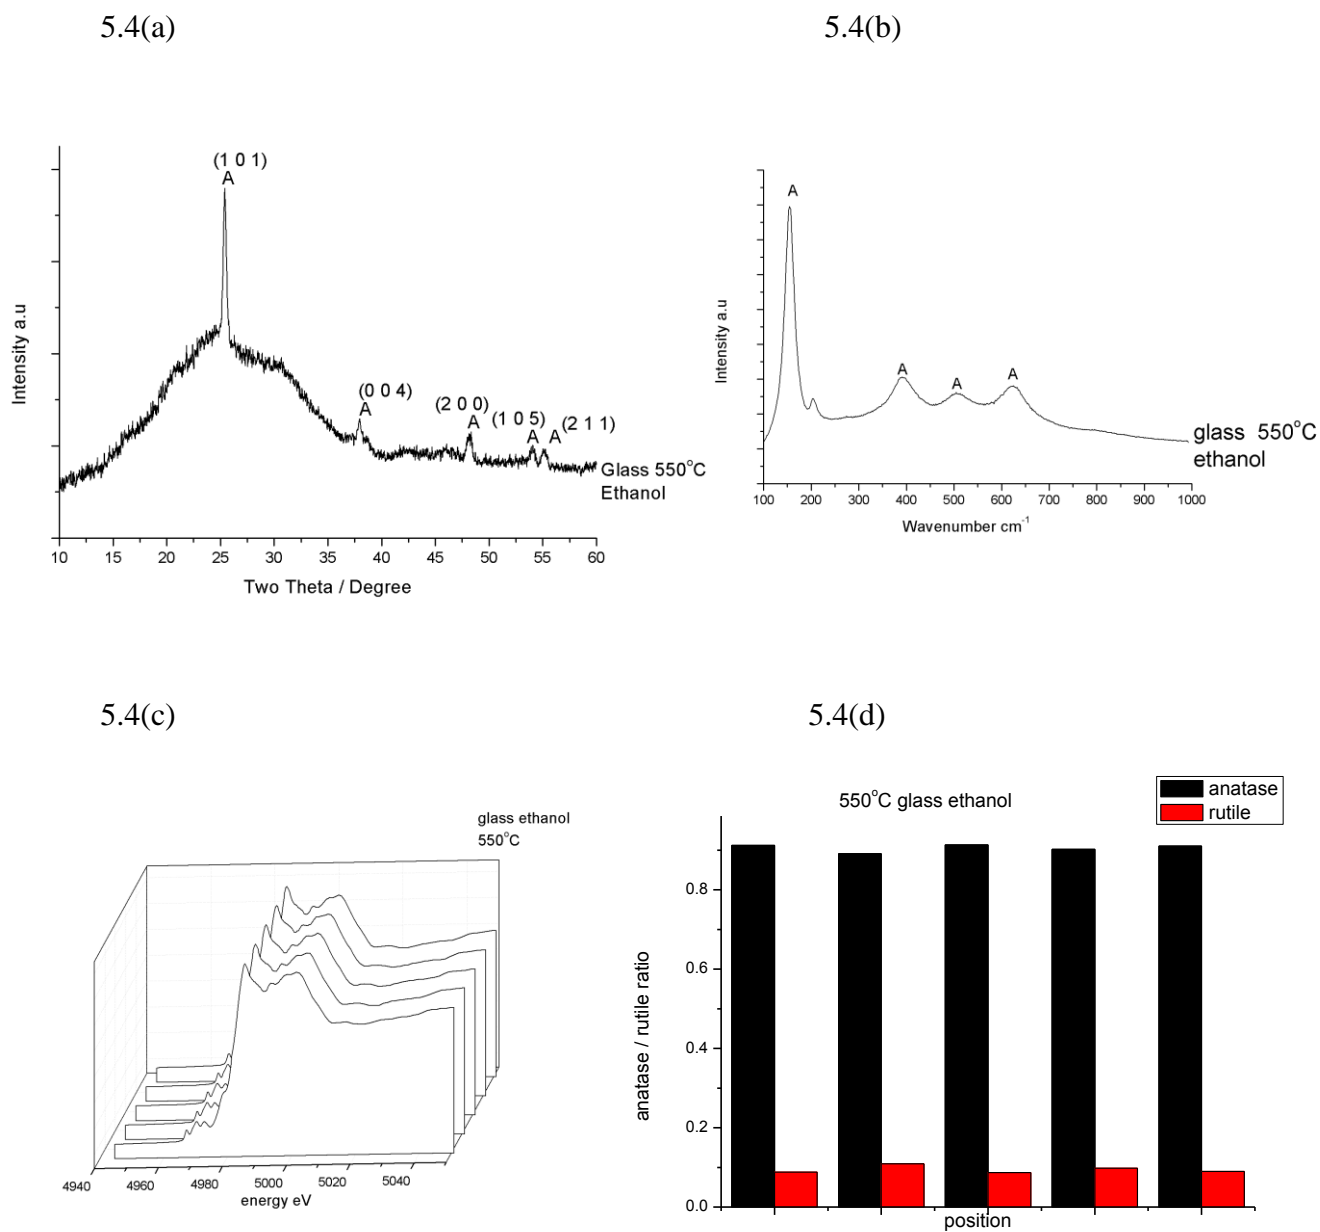 5.4(a)
5.4(b)
(1 0 1)
A
(0 0 4)
A
(2 0 0)
A
(1 0 5)
A
A (2 1 1)
Glass 550°C
Ethanol
Intensity a.u
10 15 20 25 30 35 40 45 50 55 60
Two Theta / Degree
A
A
A
A
glass 550°C
ethanol
Intensity a.u
100 200 300 400 500 600 700 800 900 1000
Wavenumber cm-1
5.4(c)
5.4(d)
glass ethanol
550°C
4940 4960 4980 5000 5020 5040
energy eV
550°C glass ethanol
anatase
rutile
0.8
0.6
0.4
0.2
0.0
anatase / rutile ratio
position